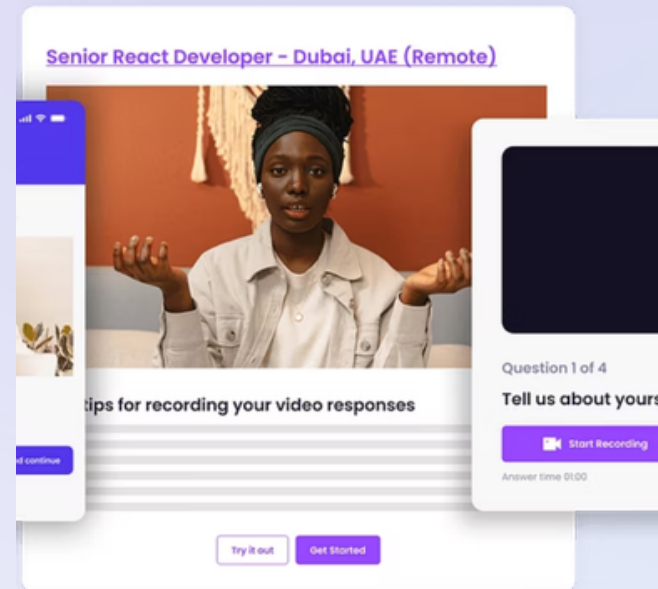 Senior React Developer – Dubai, UAE (Remote)
tips for recording your video responses
d continue
Try it out
Get Started
Question 1 of 4
Tell us about yours
Start Recording
Answer time 01:00